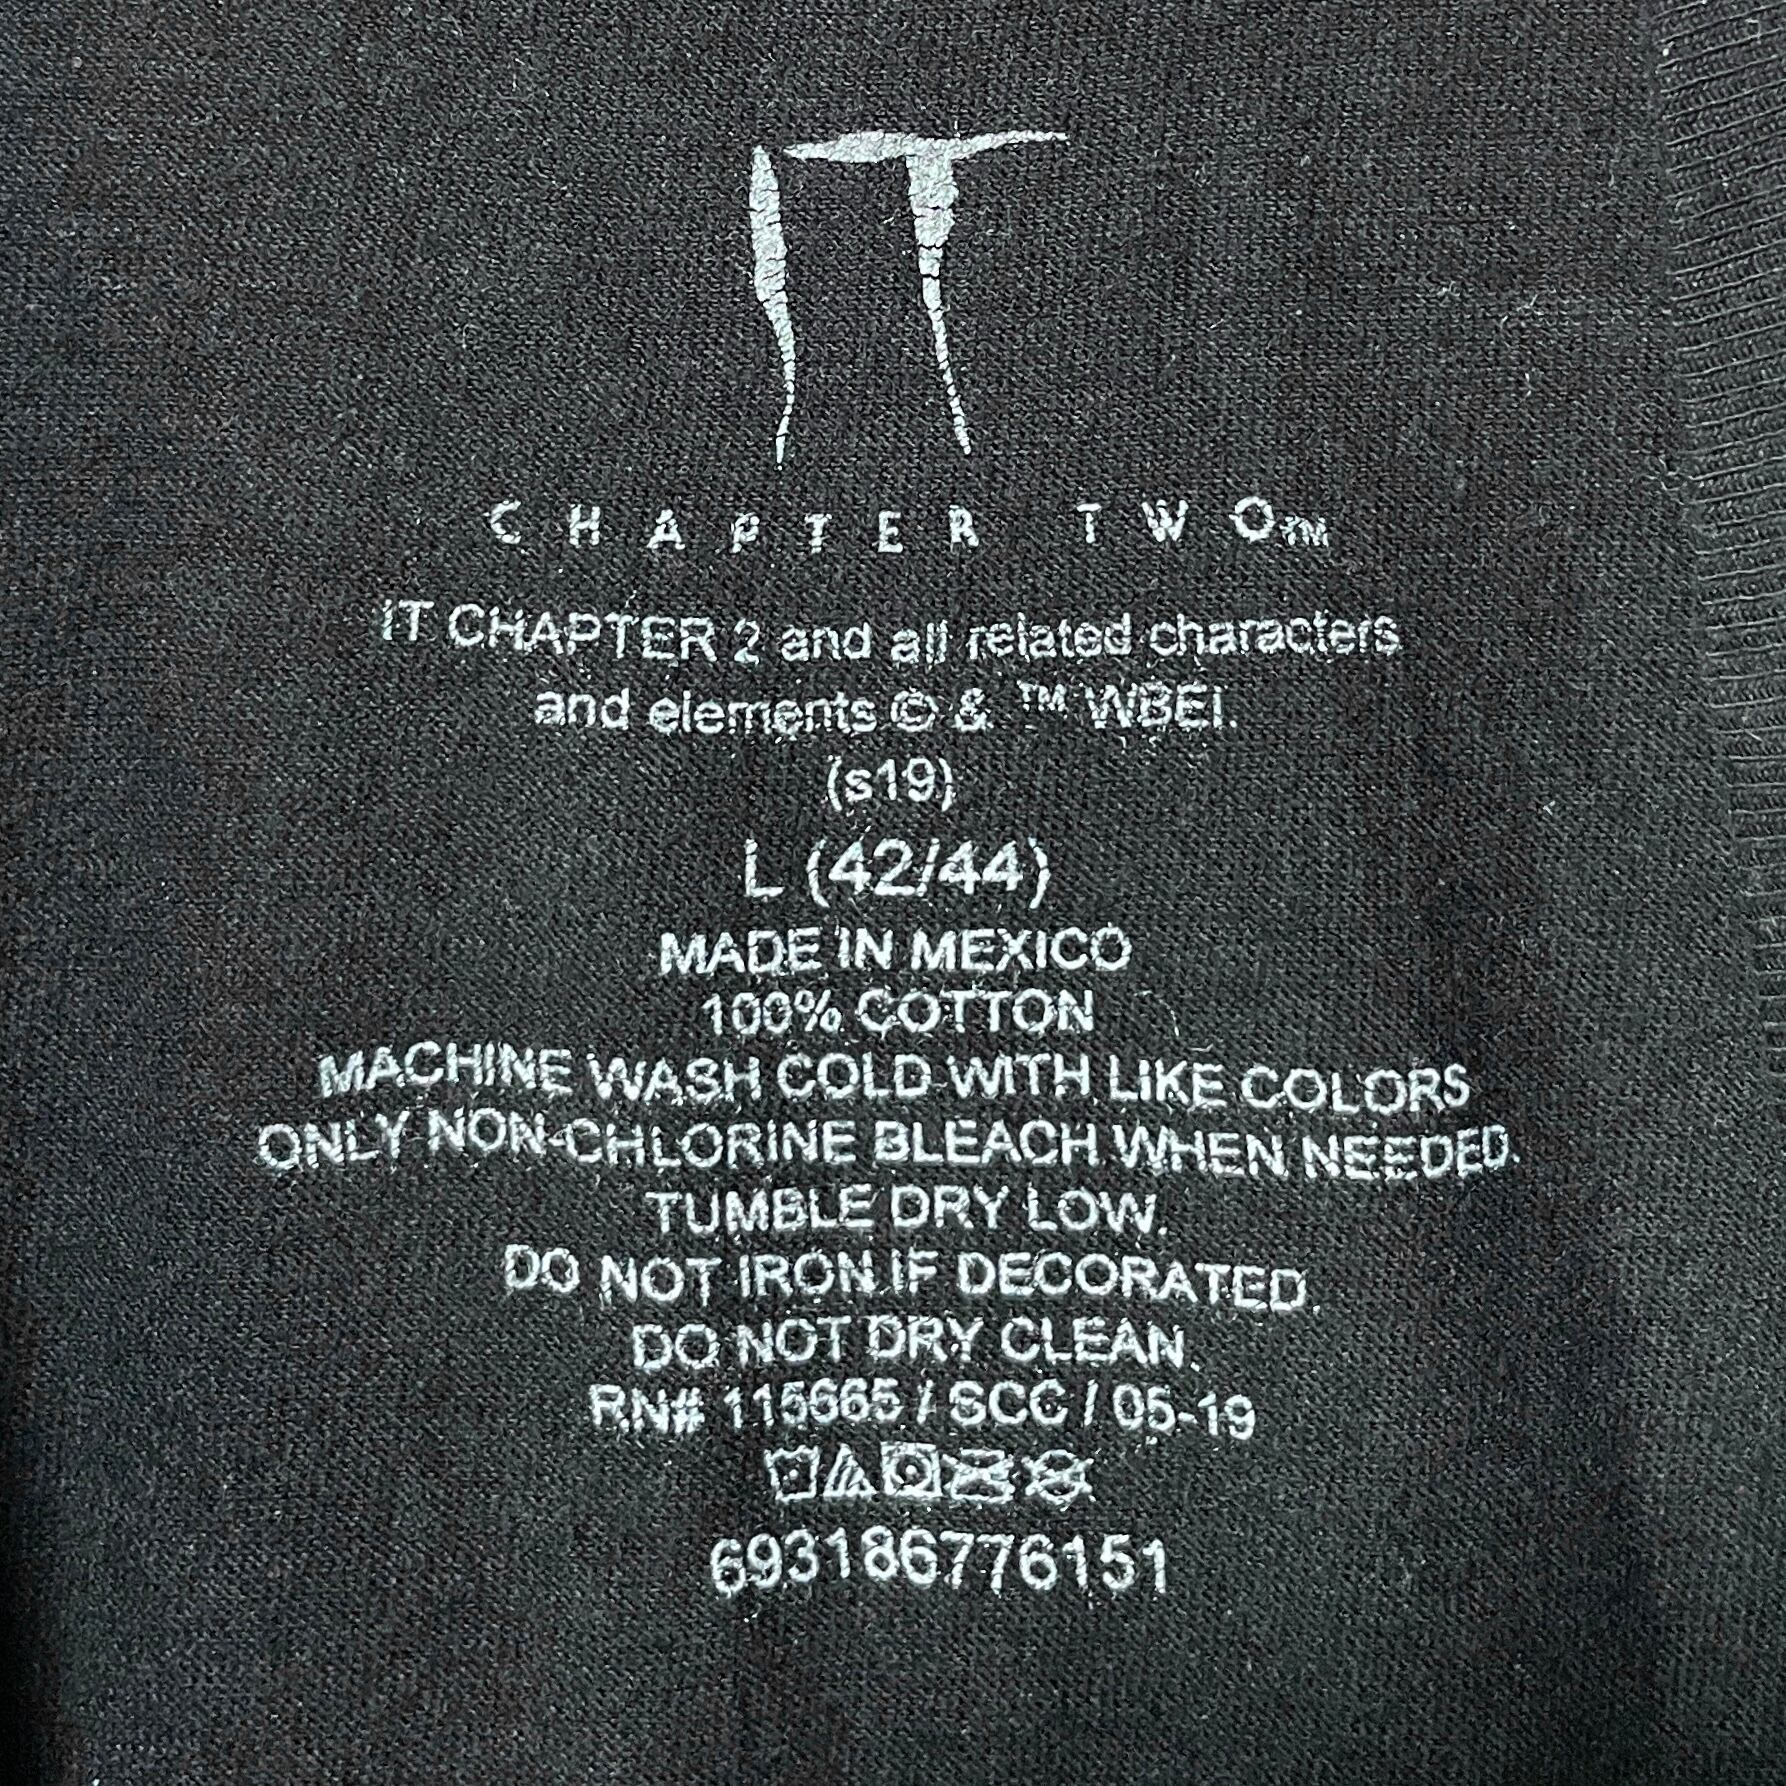 IT
CHAPTER TWO™
IT CHAPTER 2 and all related characters
and elements © & ™ WBEI.
(s19)
L (42/44)
MADE IN MEXICO
100% COTTON
MACHINE WASH COLD WITH LIKE COLORS
ONLY NON-CHLORINE BLEACH WHEN NEEDED.
TUMBLE DRY LOW.
DO NOT IRON IF DECORATED.
DO NOT DRY CLEAN.
RN# 115665 / SCC / 05-19
693186776151